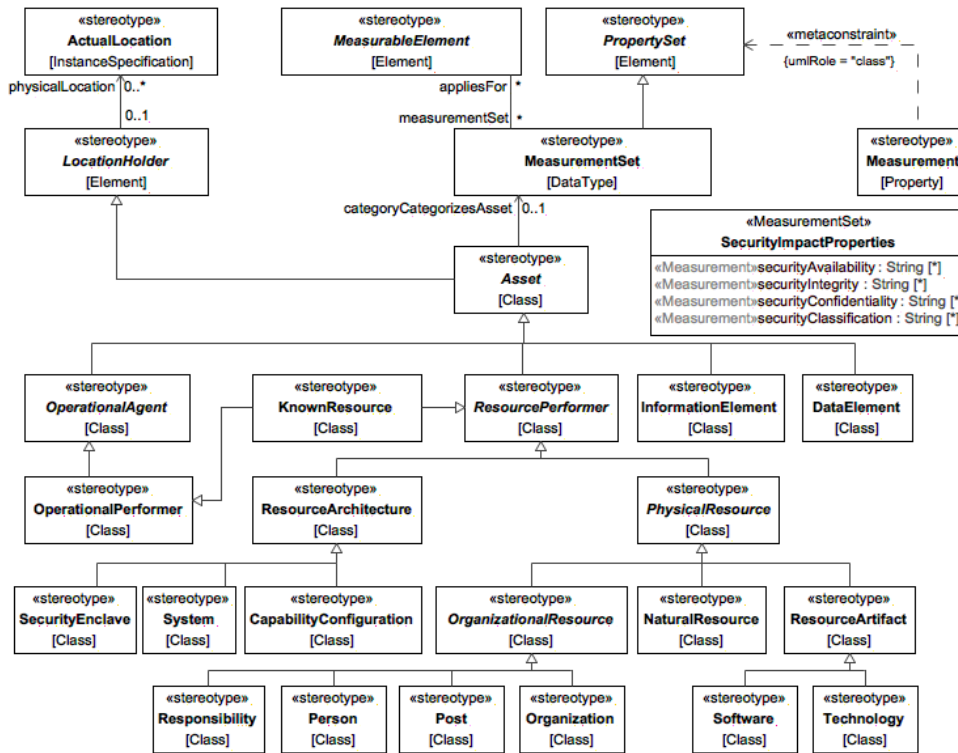 «stereotype»
ActualLocation
[InstanceSpecification]
«stereotype»
MeasurableElement
[Element]
«stereotype»
PropertySet
[Element]
«metaconstraint»
{umlRole = "class"}
physicalLocation 0..*
0..1
appliesFor *
measurementSet *
«stereotype»
LocationHolder
[Element]
«stereotype»
MeasurementSet
[DataType]
«stereotype»
Measurement
[Property]
categoryCategorizesAsset 0..1
«MeasurementSet»
SecurityImpactProperties
«Measurement»securityAvailability : String [*]
«Measurement»securityIntegrity : String [*]
«Measurement»securityConfidentiality : String [*
«Measurement»securityClassification : String [*]
«stereotype»
Asset
[Class]
«stereotype»
OperationalAgent
[Class]
«stereotype»
KnownResource
[Class]
«stereotype»
ResourcePerformer
[Class]
«stereotype»
InformationElement
[Class]
«stereotype»
DataElement
[Class]
«stereotype»
OperationalPerformer
[Class]
«stereotype»
ResourceArchitecture
[Class]
«stereotype»
PhysicalResource
[Class]
«stereotype»
SecurityEnclave
[Class]
«stereotype»
System
[Class]
«stereotype»
CapabilityConfiguration
[Class]
«stereotype»
OrganizationalResource
[Class]
«stereotype»
NaturalResource
[Class]
«stereotype»
ResourceArtifact
[Class]
«stereotype»
Responsibility
[Class]
«stereotype»
Person
[Class]
«stereotype»
Post
[Class]
«stereotype»
Organization
[Class]
«stereotype»
Software
[Class]
«stereotype»
Technology
[Class]